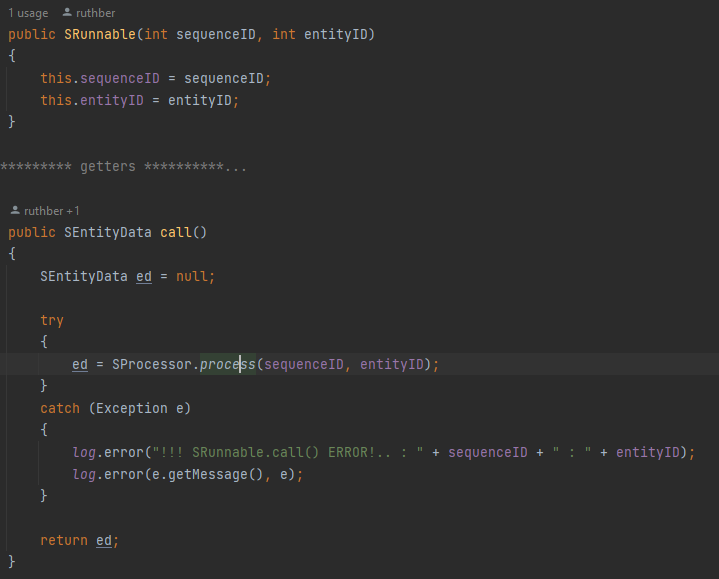 1 usage ruthber
public SRunnable(int sequenceID, int entityID)
{
this.sequenceID = sequenceID;
this.entityID = entityID;
}
********* getters **********...
ruthber +1
public SEntityData call()
{
SEntityData ed = null;
try
{
ed = SProcessor.process(sequenceID, entityID);
}
catch (Exception e)
{
log.error("!!! SRunnable.call() ERROR!.. : " + sequenceID + " : " + entityID);
log.error(e.getMessage(), e);
}
return ed;
}